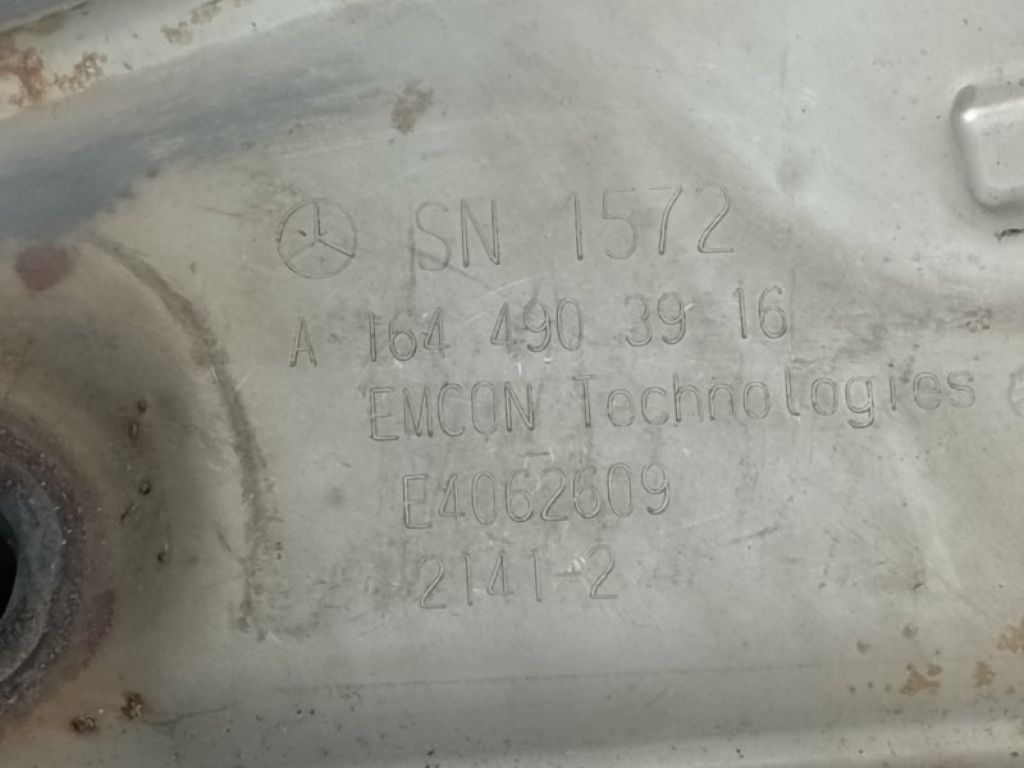 SN 1572
A 164 490 39 16
EMCON Technologies
E4062609
2141-2